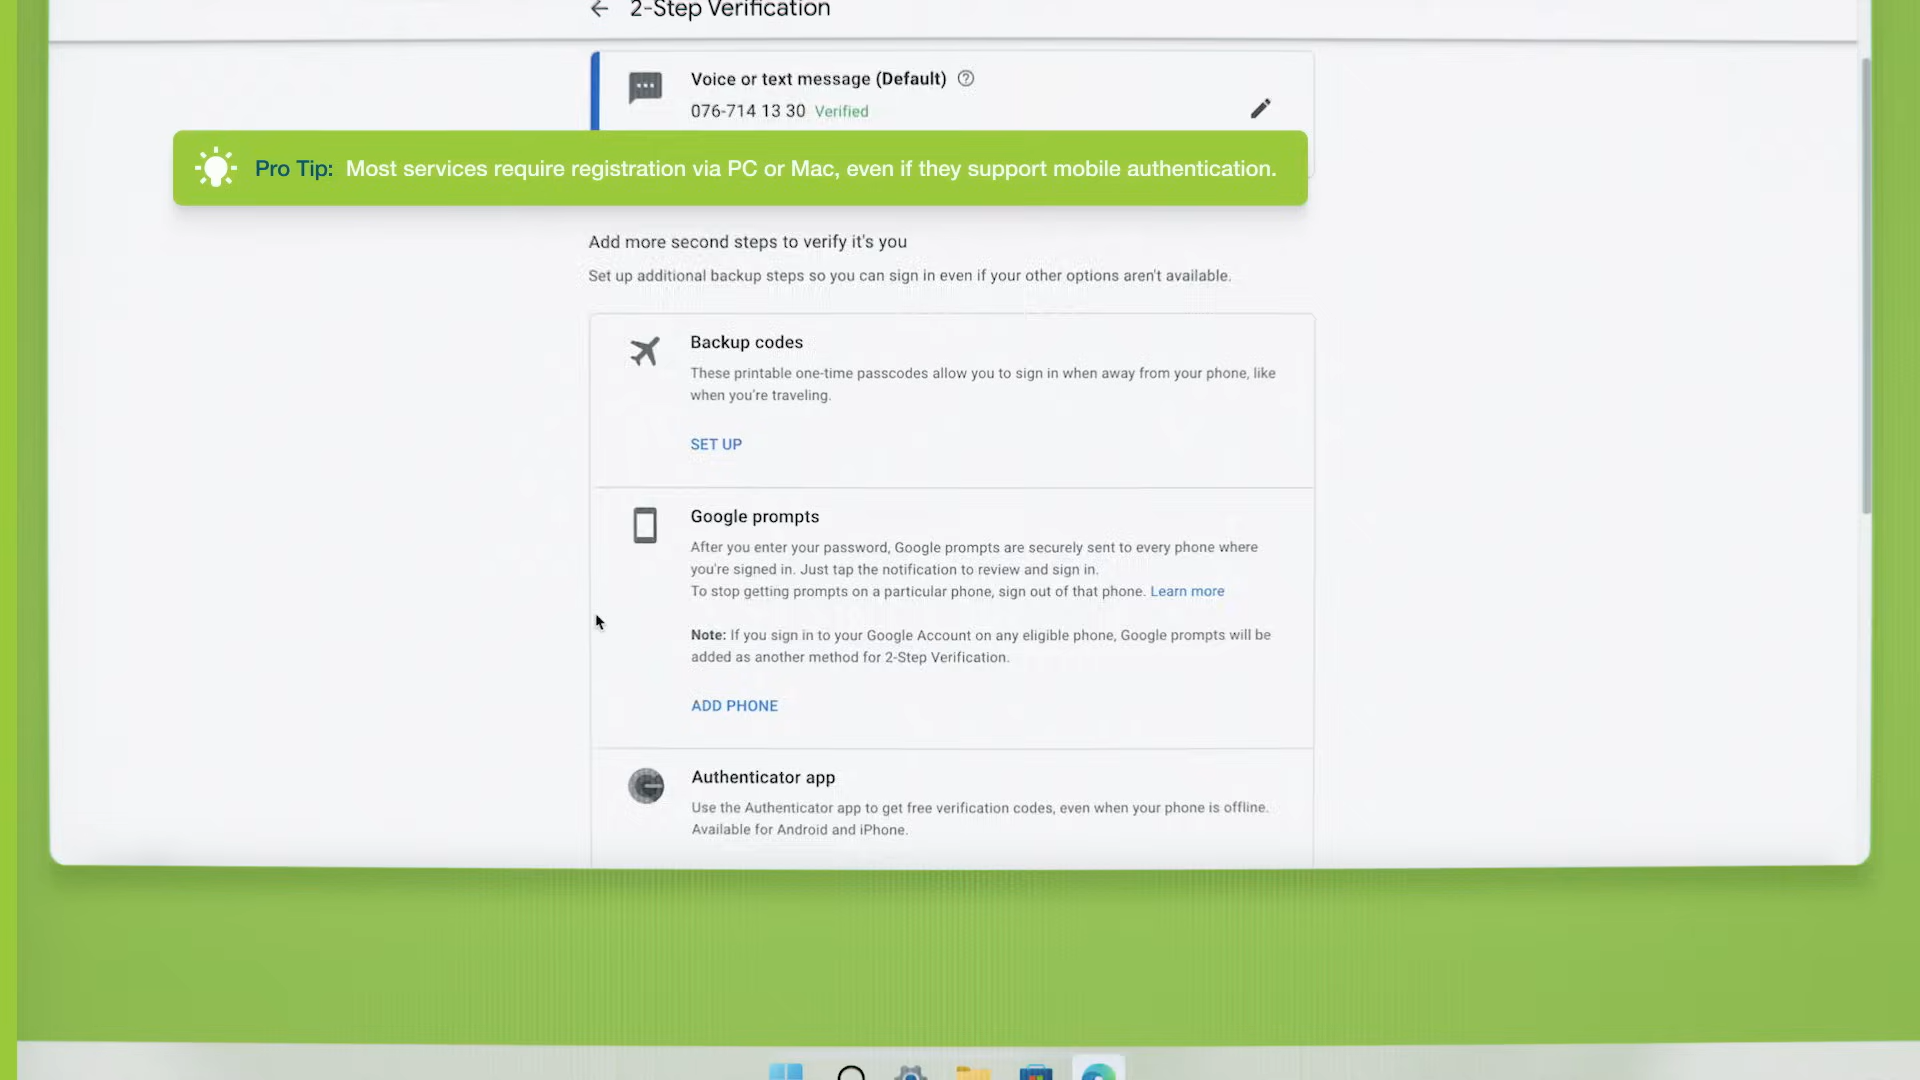 2-Step Verification
Voice or text message (Default)
076-714 13 30 Verified
Pro Tip: Most services require registration via PC or Mac, even if they support mobile authentication.
Add more second steps to verify it's you
Set up additional backup steps so you can sign in even if your other options aren't available.
Backup codes
These printable one-time passcodes allow you to sign in when away from your phone, like
when you're traveling.
SET UP
Google prompts
After you enter your password, Google prompts are securely sent to every phone where
you're signed in. Just tap the notification to review and sign in.
To stop getting prompts on a particular phone, sign out of that phone. Learn more
Note: If you sign in to your Google Account on any eligible phone, Google prompts will be
added as another method for 2-Step Verification.
ADD PHONE
Authenticator app
Use the Authenticator app to get free verification codes, even when your phone is offline.
Available for Android and iPhone.